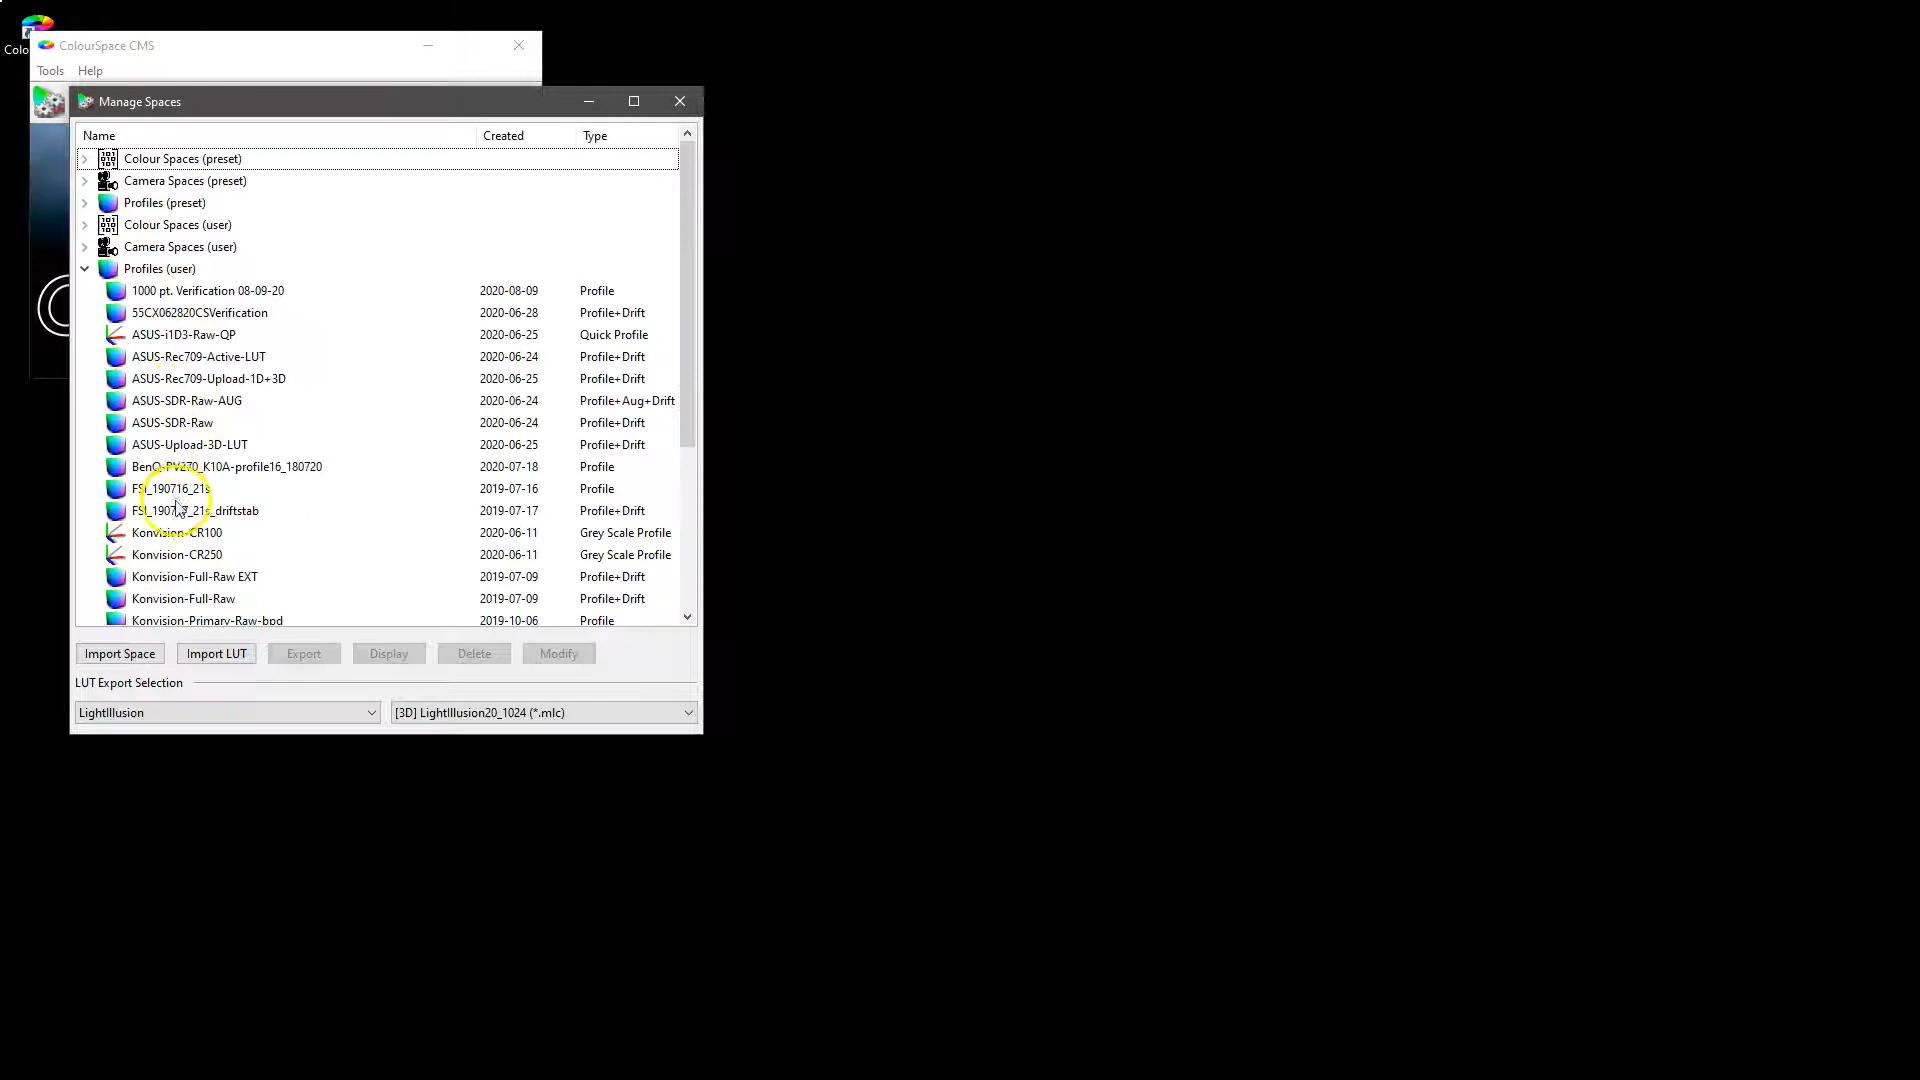 Colo
ColourSpace CMS
Tools Help
Manage Spaces
Name Created Type
Colour Spaces (preset)
Camera Spaces (preset)
Profiles (preset)
Colour Spaces (user)
Camera Spaces (user)
Profiles (user)
1000 pt. Verification 08-09-20 2020-08-09 Profile
55CX062820CSVerification 2020-06-28 Profile+Drift
ASUS-i1D3-Raw-QP 2020-06-25 Quick Profile
ASUS-Rec709-Active-LUT 2020-06-24 Profile+Drift
ASUS-Rec709-Upload-1D+3D 2020-06-25 Profile+Drift
ASUS-SDR-Raw-AUG 2020-06-24 Profile+Aug+Drift
ASUS-SDR-Raw 2020-06-24 Profile+Drift
ASUS-Upload-3D-LUT 2020-06-25 Profile+Drift
BenQ-PV270_K10A-profile16_180720 2020-07-18 Profile
FSI_190716_21s 2019-07-16 Profile
FSI_190717_21s_driftstab 2019-07-17 Profile+Drift
Konvision-CR100 2020-06-11 Grey Scale Profile
Konvision-CR250 2020-06-11 Grey Scale Profile
Konvision-Full-Raw EXT 2019-07-09 Profile+Drift
Konvision-Full-Raw 2019-07-09 Profile+Drift
Konvision-Primary-Raw-bpd 2019-10-06 Profile
Import Space Import LUT Export Display Delete Modify
LUT Export Selection
LightIllusion [3D] LightIllusion20_1024 (*.mlc)